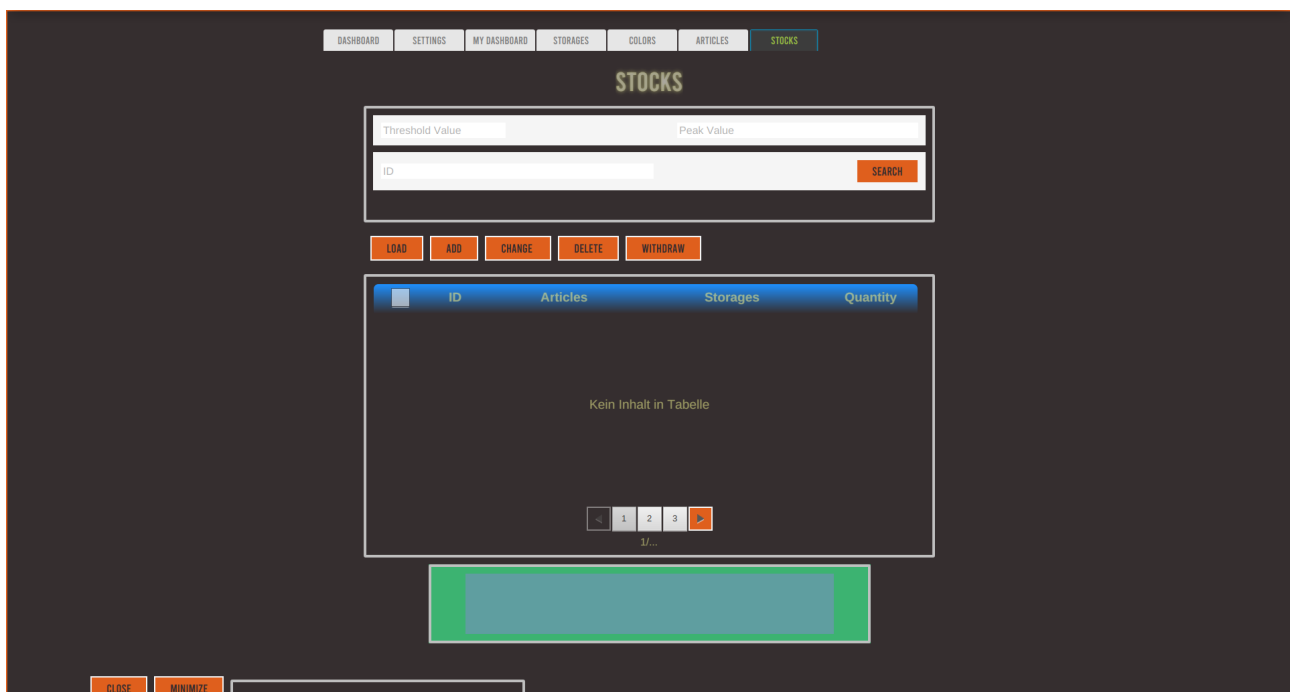 DASHBOARD SETTINGS MY DASHBOARD STORAGES COLORS ARTICLES STOCKS
STOCKS
Threshold Value Peak Value
ID SEARCH
LOAD ADD CHANGE DELETE WITHDRAW
ID Articles Storages Quantity
Kein Inhalt in Tabelle
1 2 3
1/...
CLOSE MINIMIZE